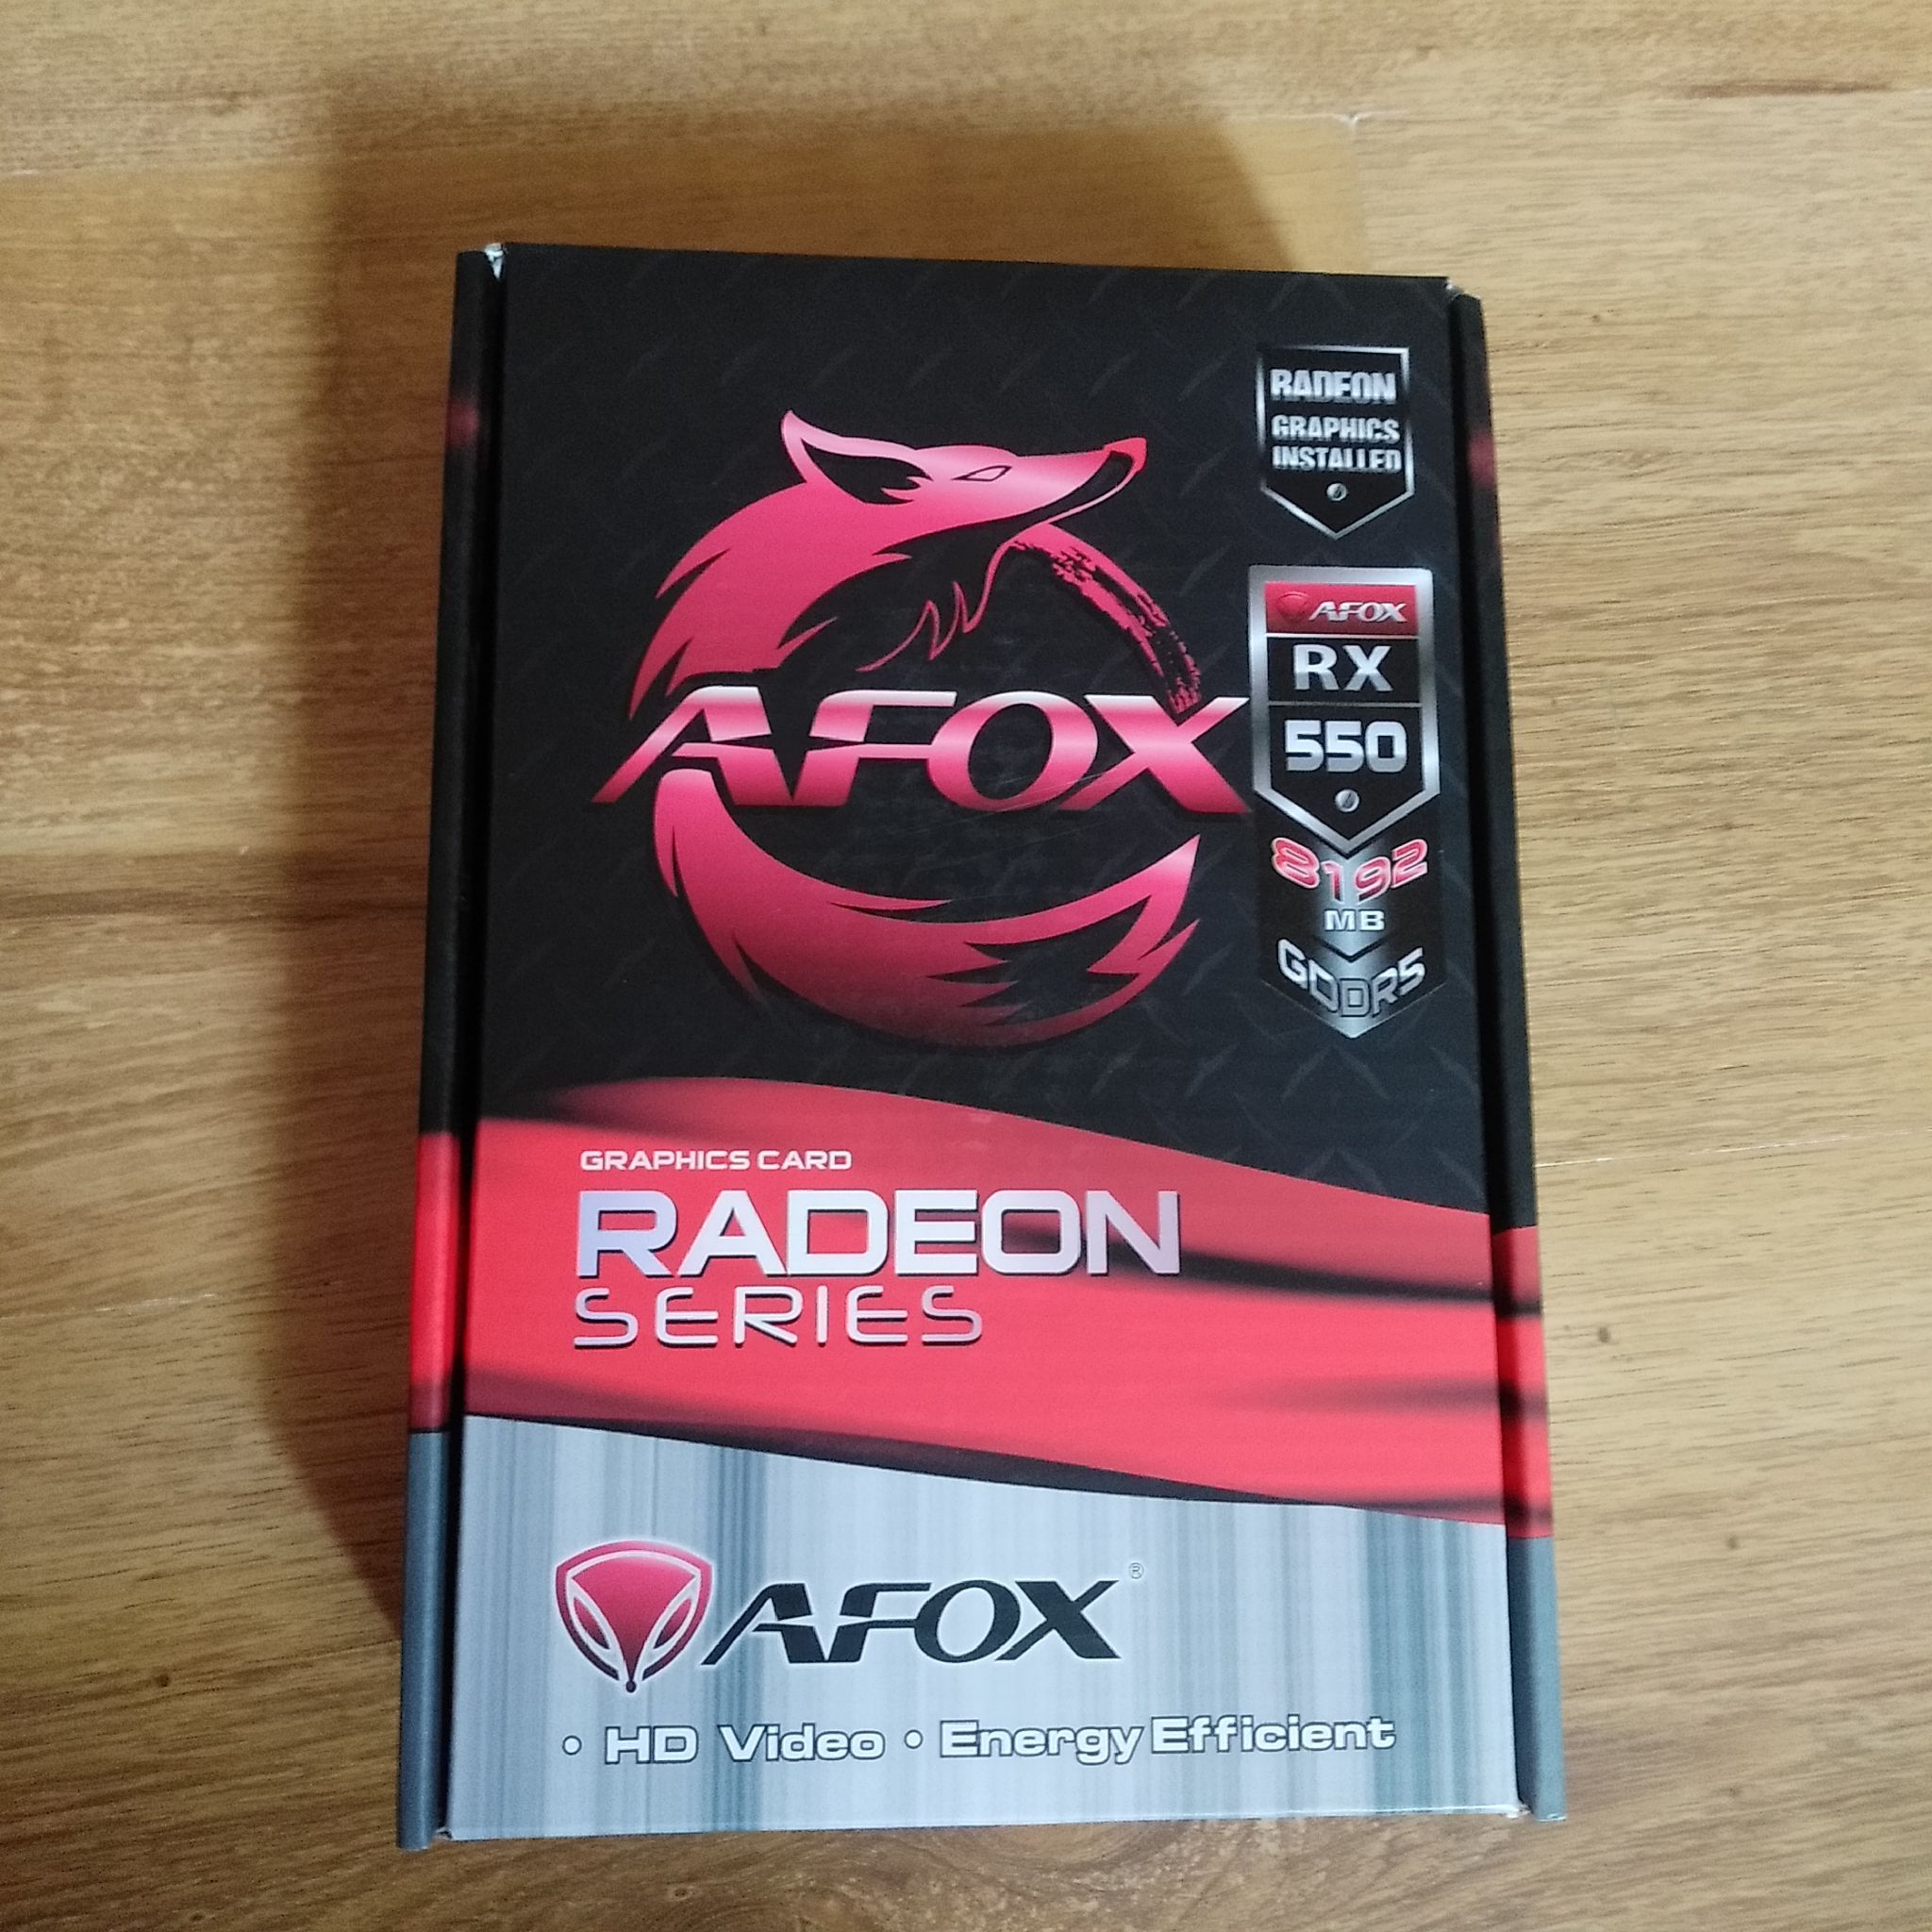 RADEON
GRAPHICS
INSTALLED
AFOX
RX
550
AFOX
8192
MB
GDDR5
GRAPHICS CARD
RADEON
SERIES
AFOX®
• HD Video • Energy Efficient